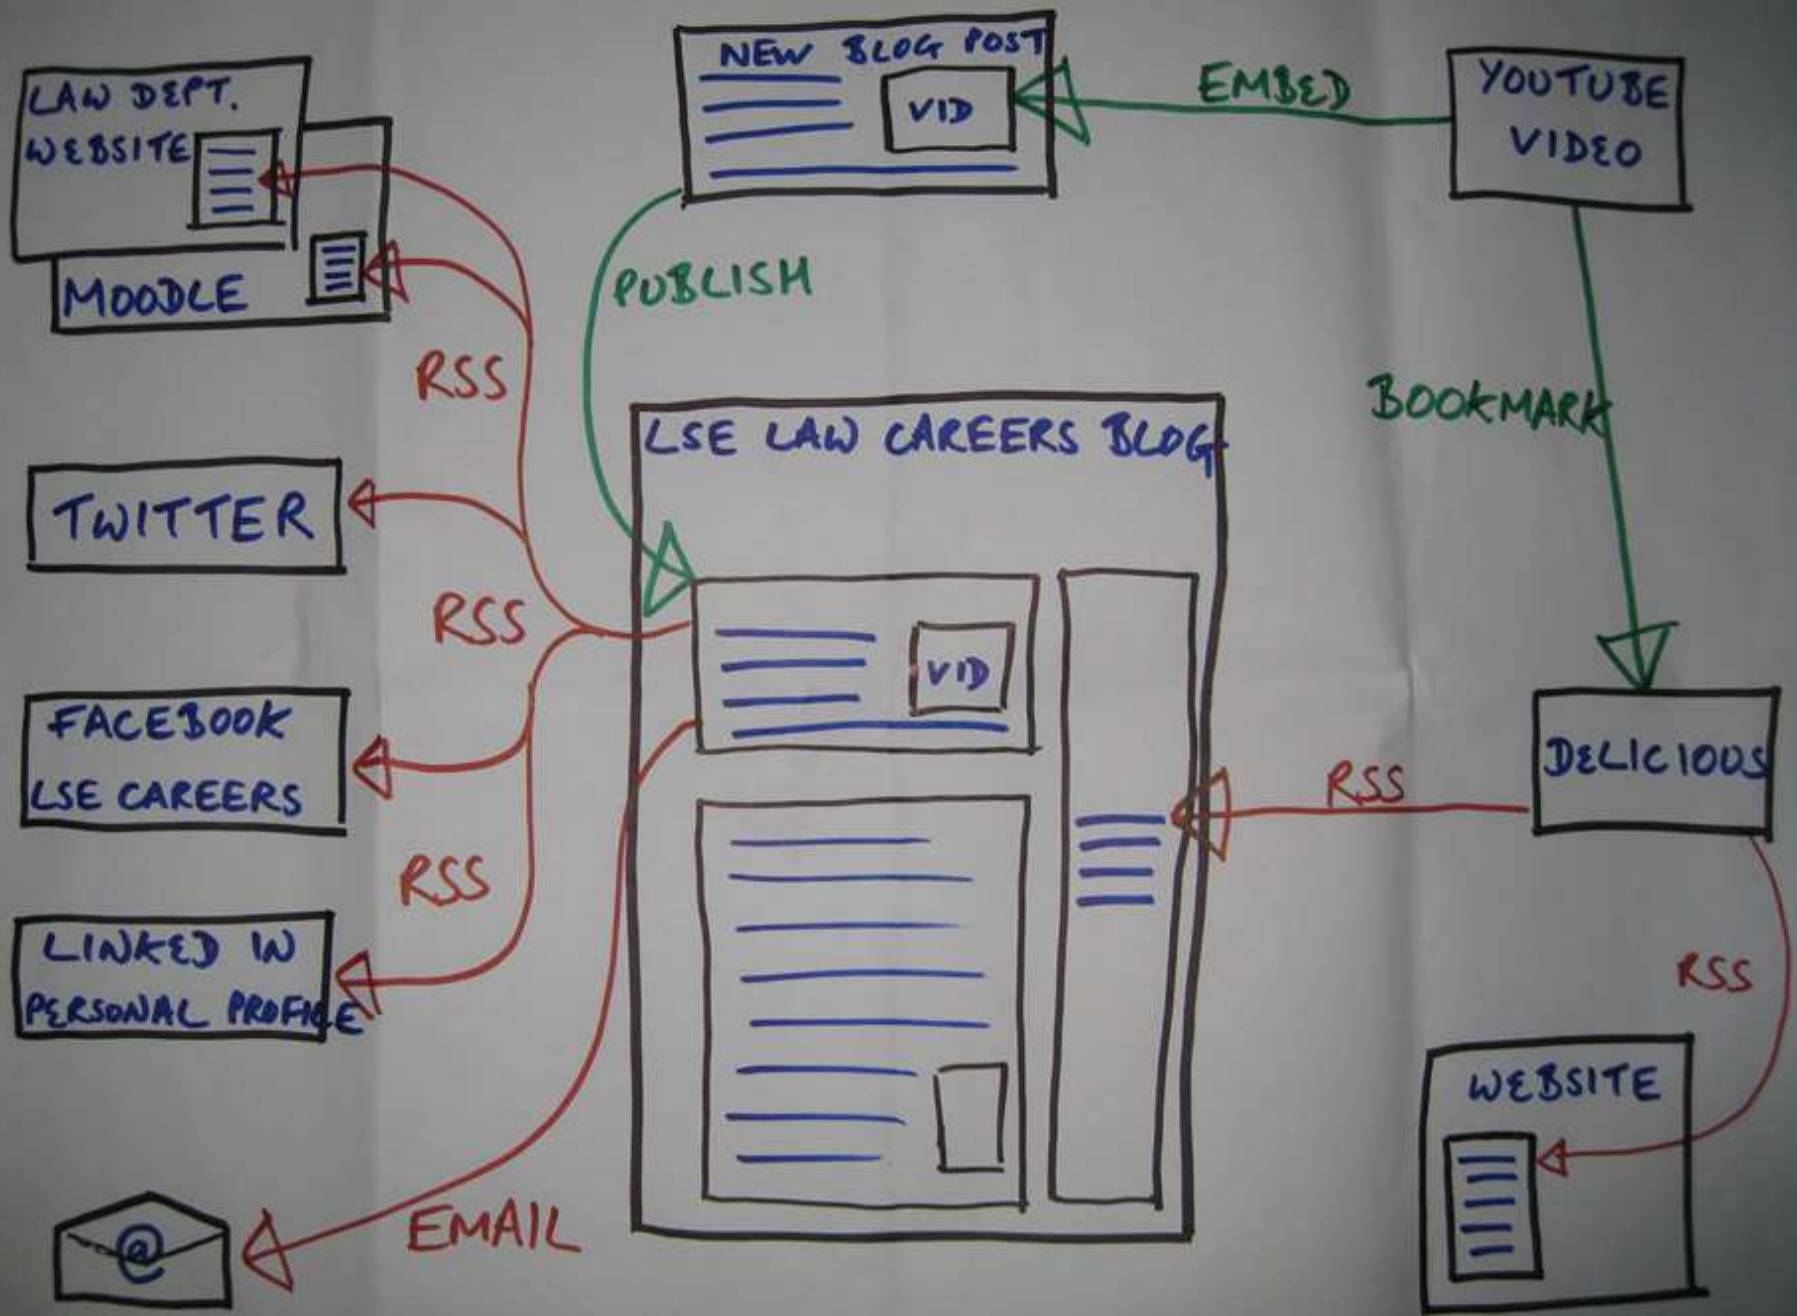 LAW DEPT.
WEBSITE
MOODLE
NEW BLOG POST
VID
EMBED
YOUTUBE
VIDEO
PUBLISH
BOOKMARK
RSS
TWITTER
RSS
FACEBOOK
LSE CAREERS
RSS
LINKED IN
PERSONAL PROFILE
@
EMAIL
LSE LAW CAREERS BLOG
VID
RSS
DELICIOUS
RSS
WEBSITE